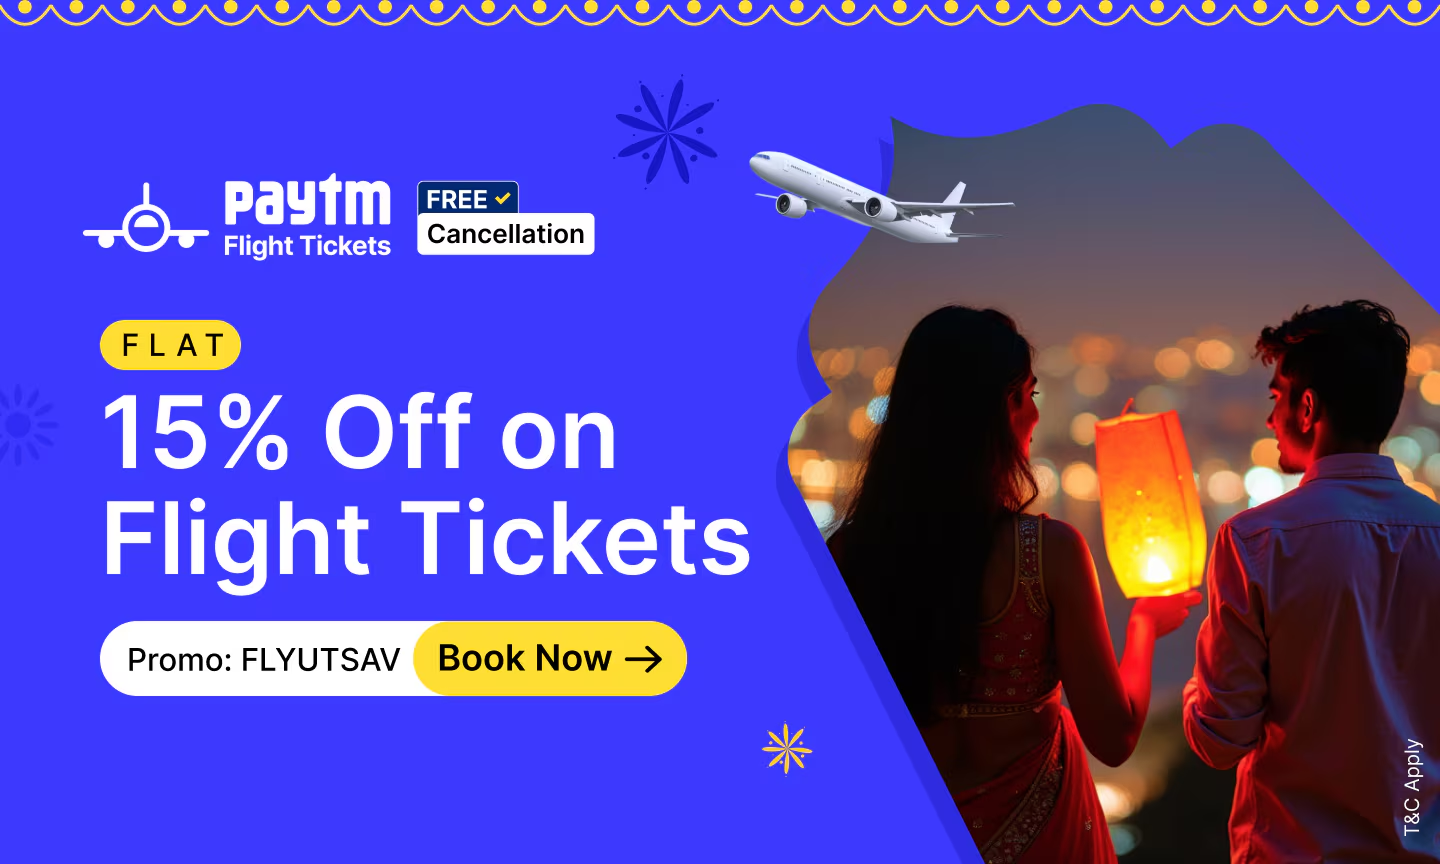 paytm
Flight Tickets
FREE
Cancellation
FLAT
15% Off on
Flight Tickets
Promo: FLYUTSAV
Book Now →
T&C Apply